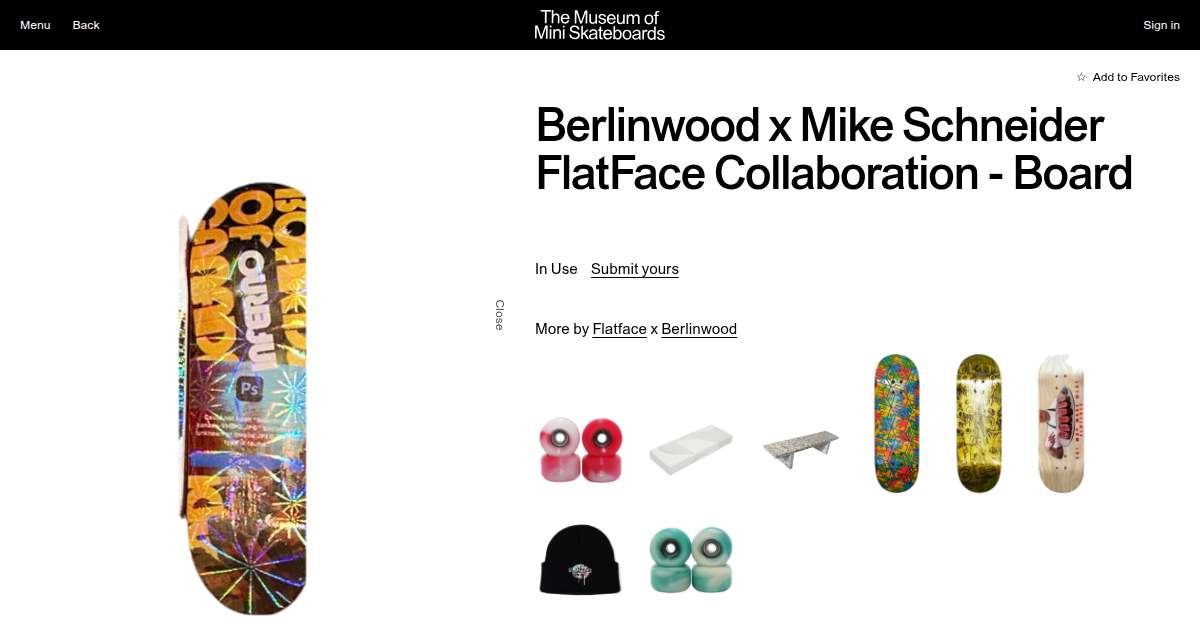 Menu
Back
The Museum of
Mini Skateboards
Sign in
☆ Add to Favorites
Berlinwood x Mike Schneider
FlatFace Collaboration - Board
In Use Submit yours
Close
More by Flatface x Berlinwood
INFERNO
Ps